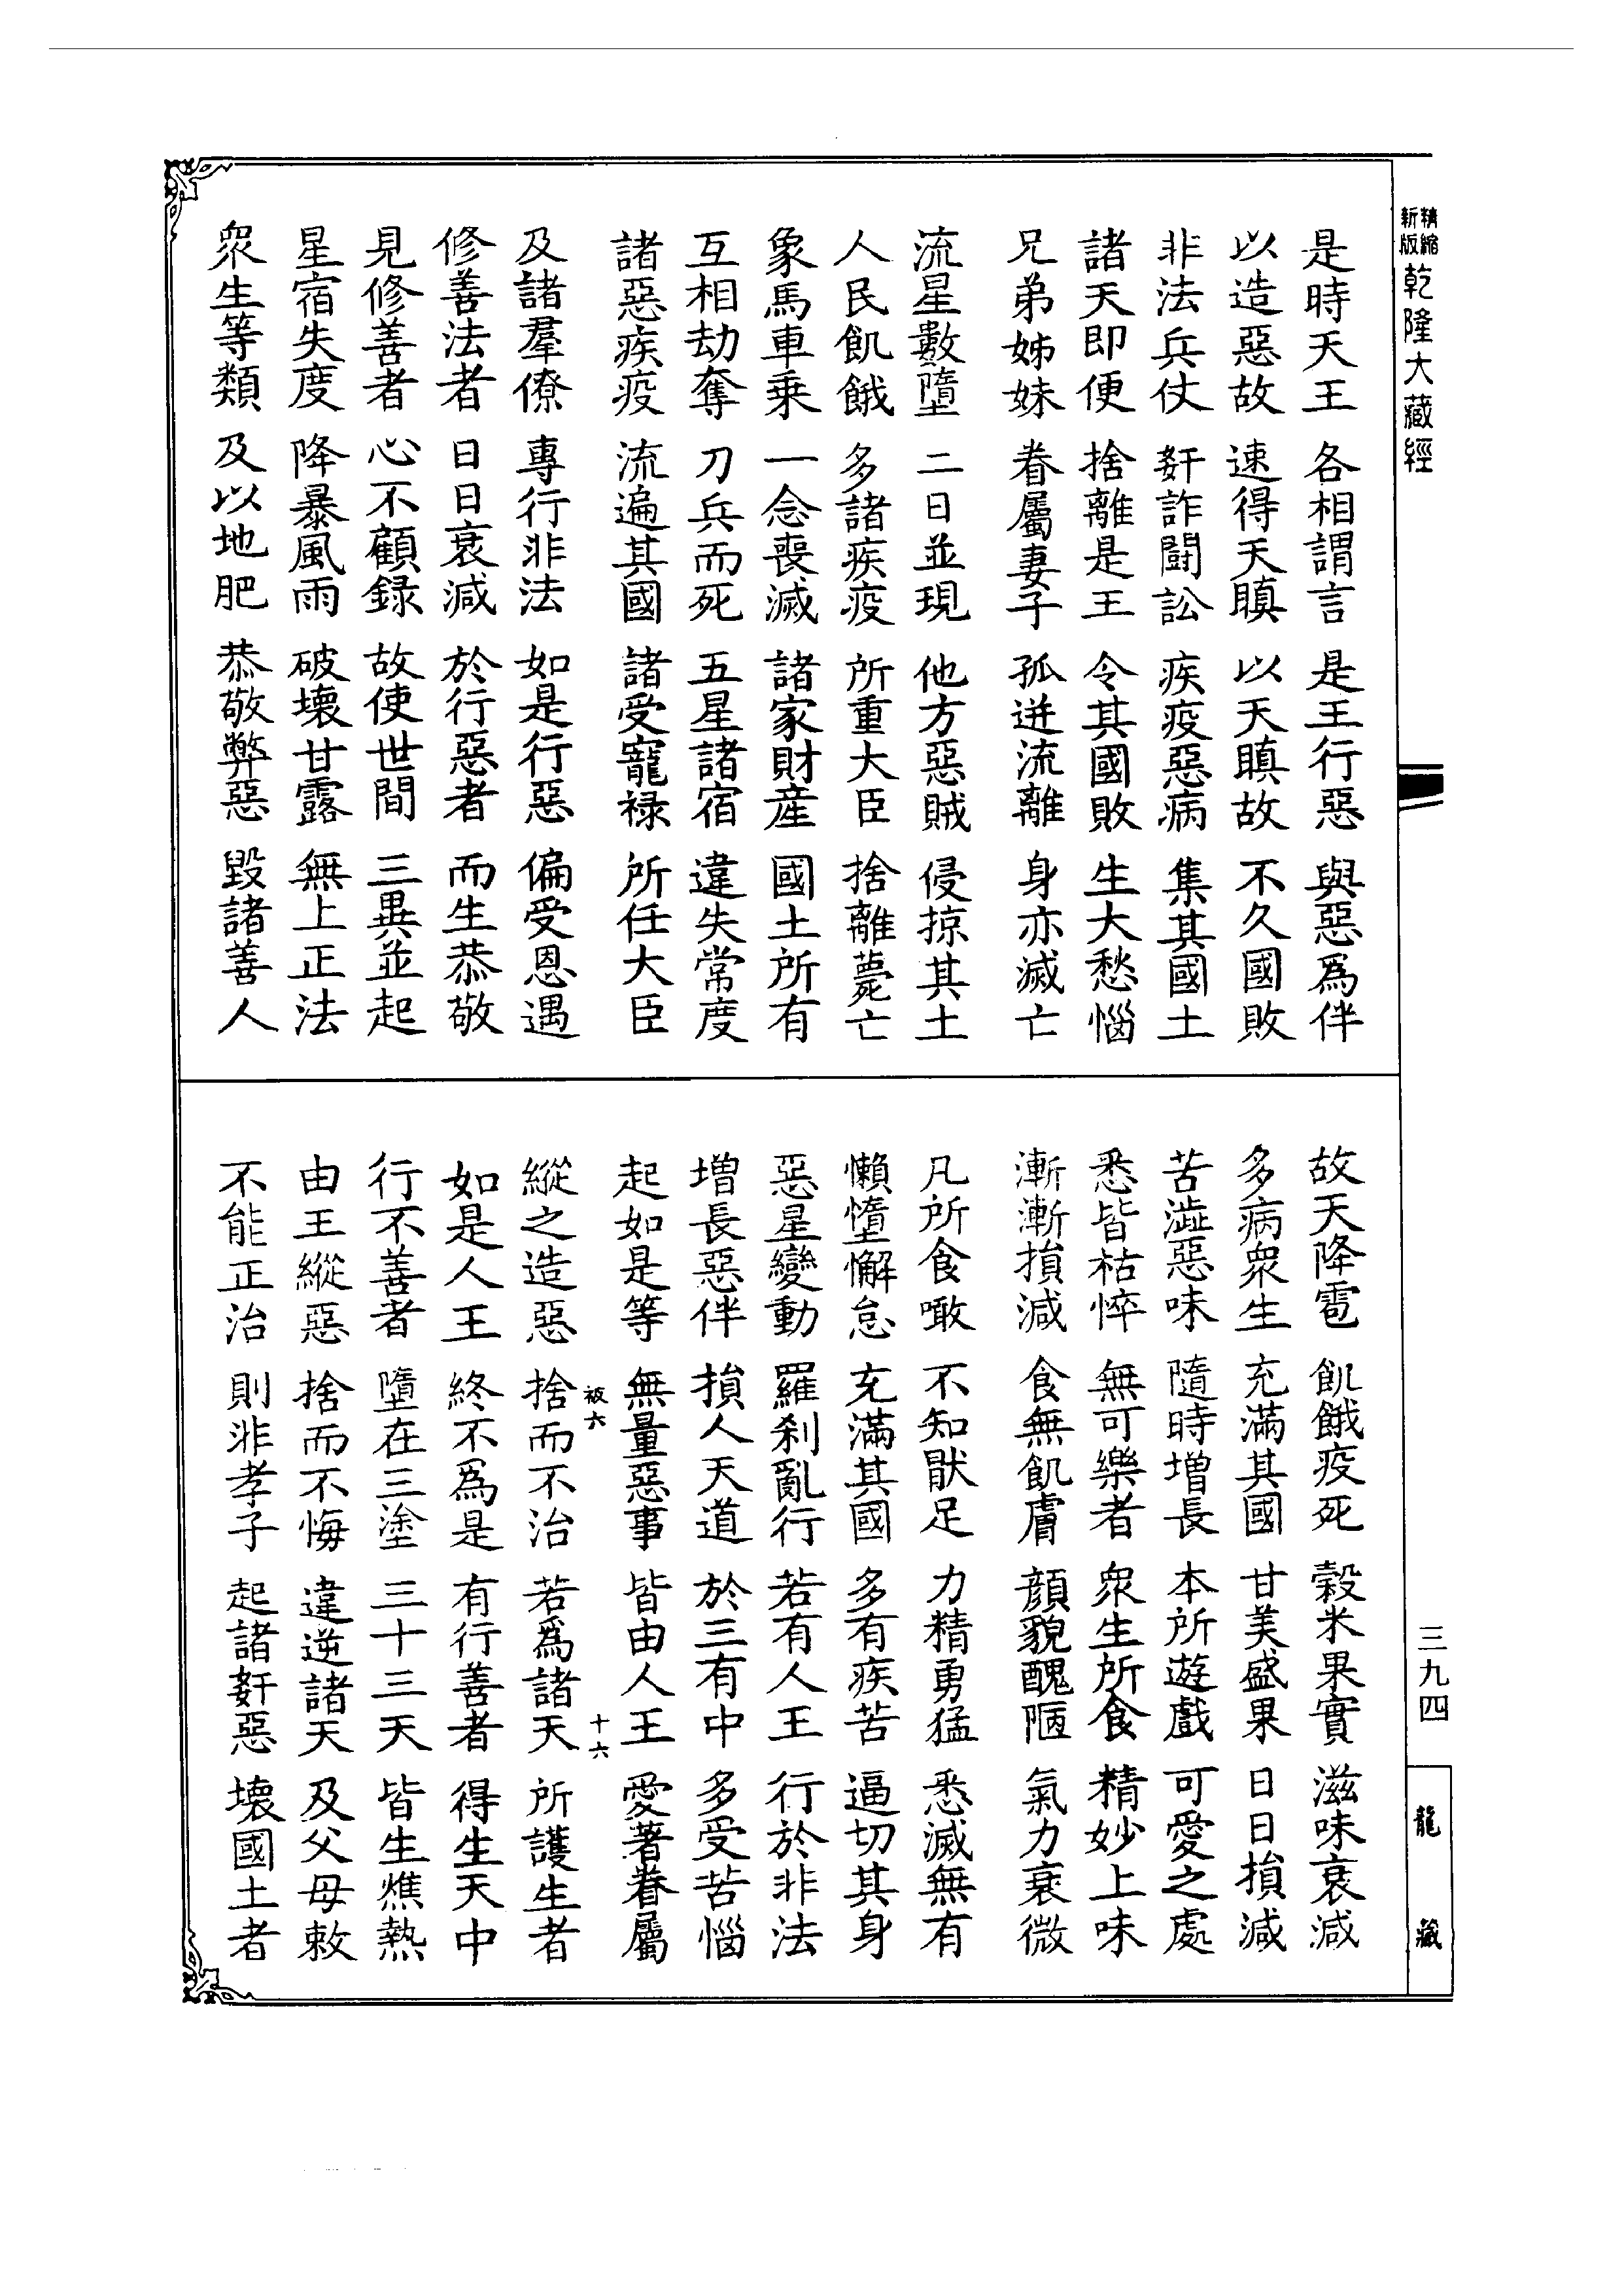 精縮新版乾隆大藏經
三九四
龍藏
是時天王 各相謂言 是王行惡 與惡爲伴
以造惡故 速得天瞋 以天瞋故 不久國敗
非法兵仗 姧詐鬪訟 疾疫惡病 集其國土
諸天即便 捨離是王 令其國敗 生大愁惱
兄弟姊妹 眷屬妻子 孤迸流離 身亦滅亡
流星數墮 二日並現 他方惡賊 侵掠其土
人民飢餓 多諸疾疫 所重大臣 捨離薨亡
象馬車乗 一念喪滅 諸家財産 國土所有
互相劫奪 刀兵而死 五星諸宿 違失常度
諸惡疾疫 流遍其國 諸受寵禄 所任大臣
及諸羣僚 專行非法 如是行惡 偏受恩遇
修善法者 日日衰減 於行惡者 而生恭敬
見修善者 心不顧録 故使世間 三異並起
星宿失度 降暴風雨 破壞甘露 無上正法
衆生等類 及以地肥 恭敬弊惡 毀諸善人
故天降雹 飢餓疫死 穀米果實 滋味衰減
多病衆生 充滿其國 甘美盛果 日日損減
苦澁惡味 隨時增長 本所遊戲 可愛之處
悉皆枯悴 無可樂者 衆生所食 精妙上味
漸漸損減 食無飢膚 顔貌醜陋 氣力衰微
凡所食噉 不知猒足 力精勇猛 悉滅無有
懶惰懈怠 充滿其國 多有疾苦 逼切其身
惡星變動 羅刹亂行 若有人王 行於非法
增長惡伴 損人天道 於三有中 多受苦惱
起如是等 無量惡事 皆由人王 愛著眷屬
被六 十六
縱之造惡 捨而不治 若爲諸天 所護生者
如是人王 終不爲是 有行善者 得生天中
行不善者 墮在三塗 三十三天 皆生燋熱
由王縱惡 捨而不悔 違逆諸天 及父母敕
不能正治 則非孝子 起諸姧惡 壞國土者